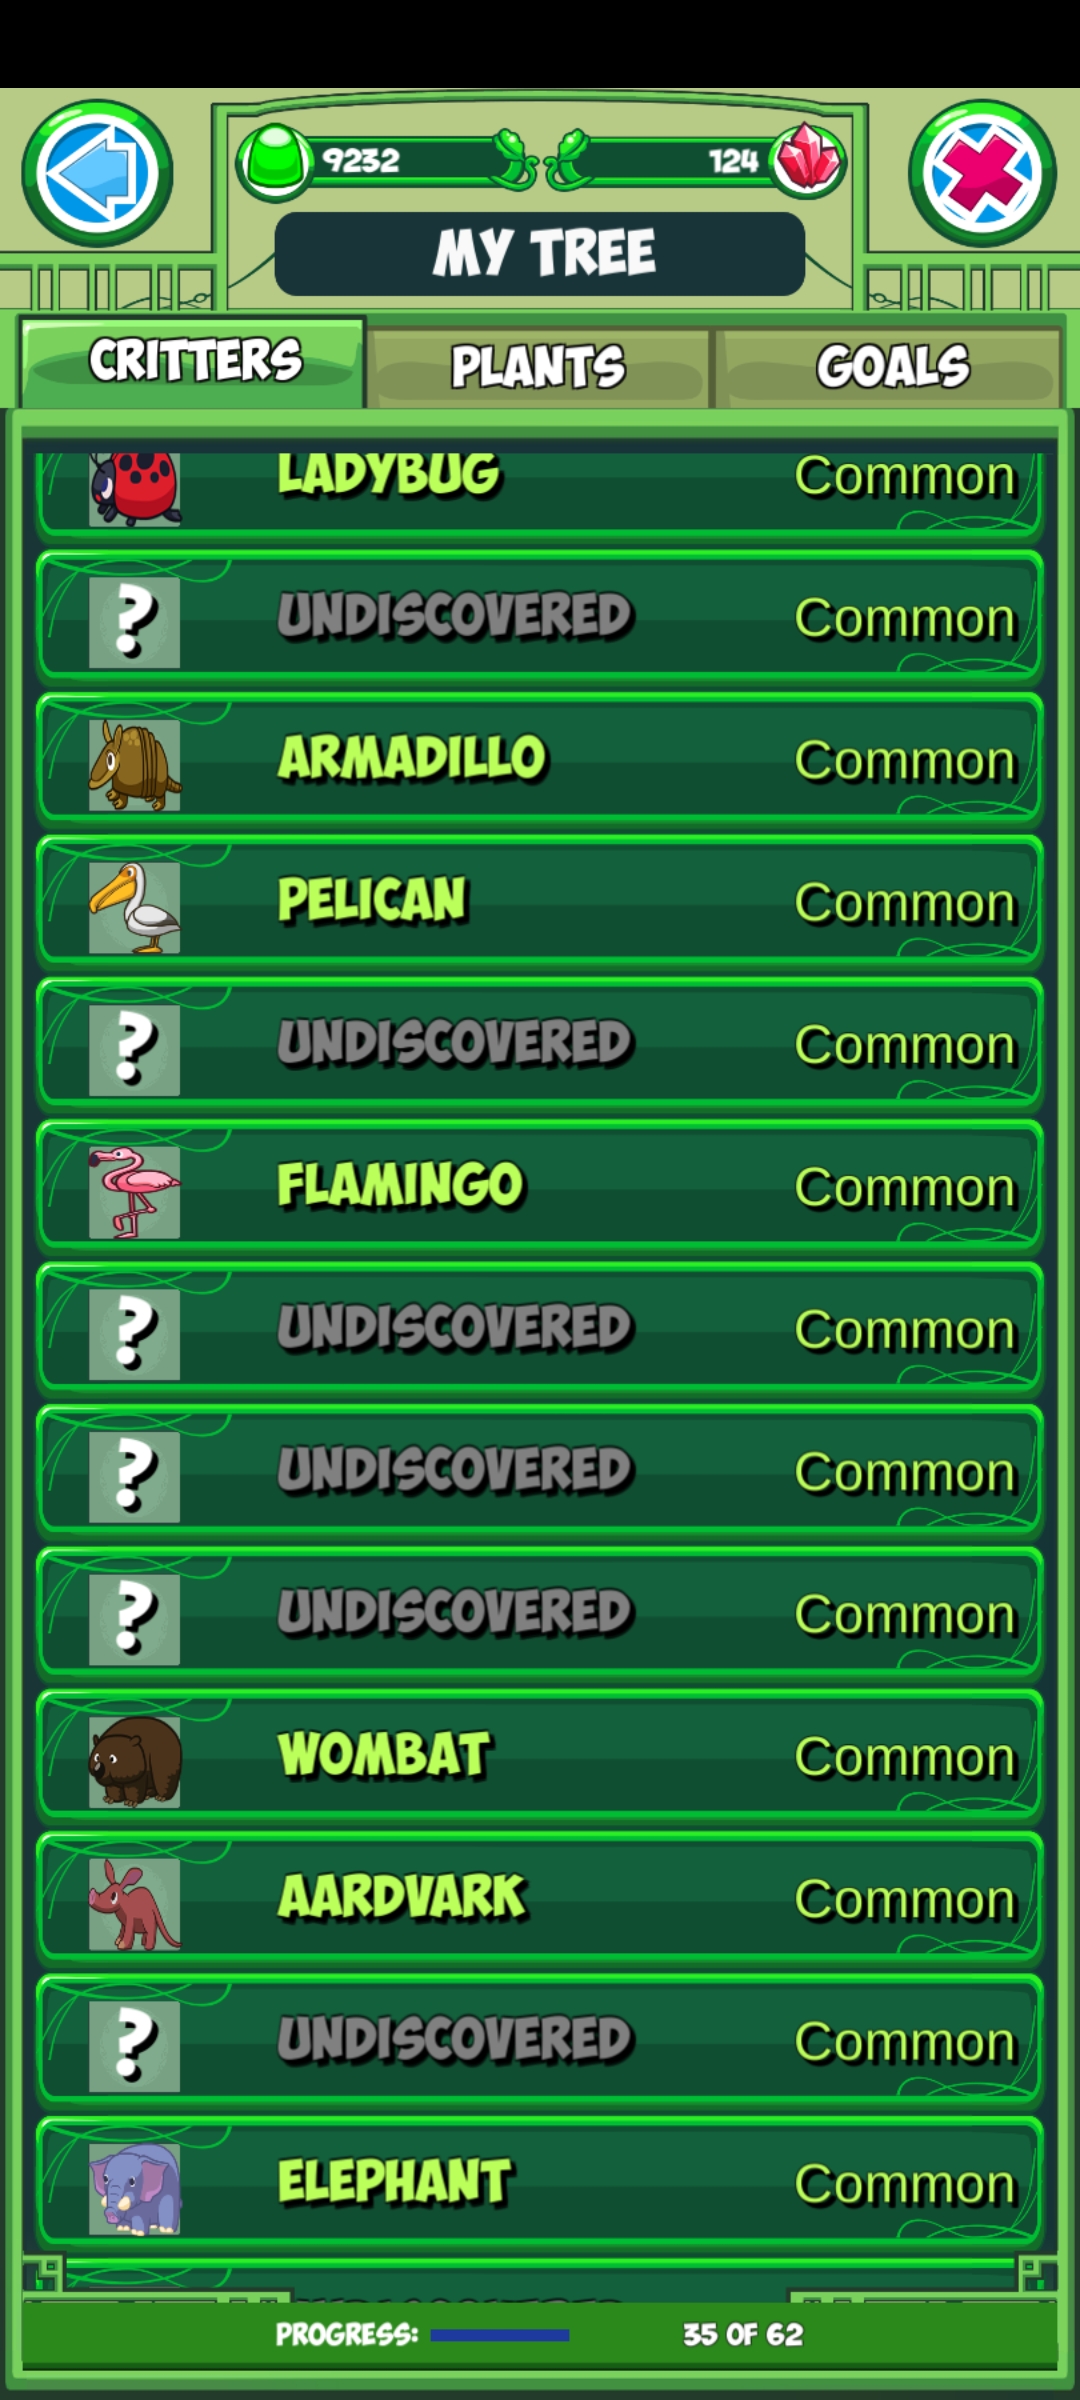 9232
124
MY TREE
CRITTERS
PLANTS
GOALS
LADYBUG Common
? UNDISCOVERED Common
ARMADILLO Common
PELICAN Common
? UNDISCOVERED Common
FLAMINGO Common
? UNDISCOVERED Common
? UNDISCOVERED Common
? UNDISCOVERED Common
WOMBAT Common
AARDVARK Common
? UNDISCOVERED Common
ELEPHANT Common
PROGRESS: 35 OF 62